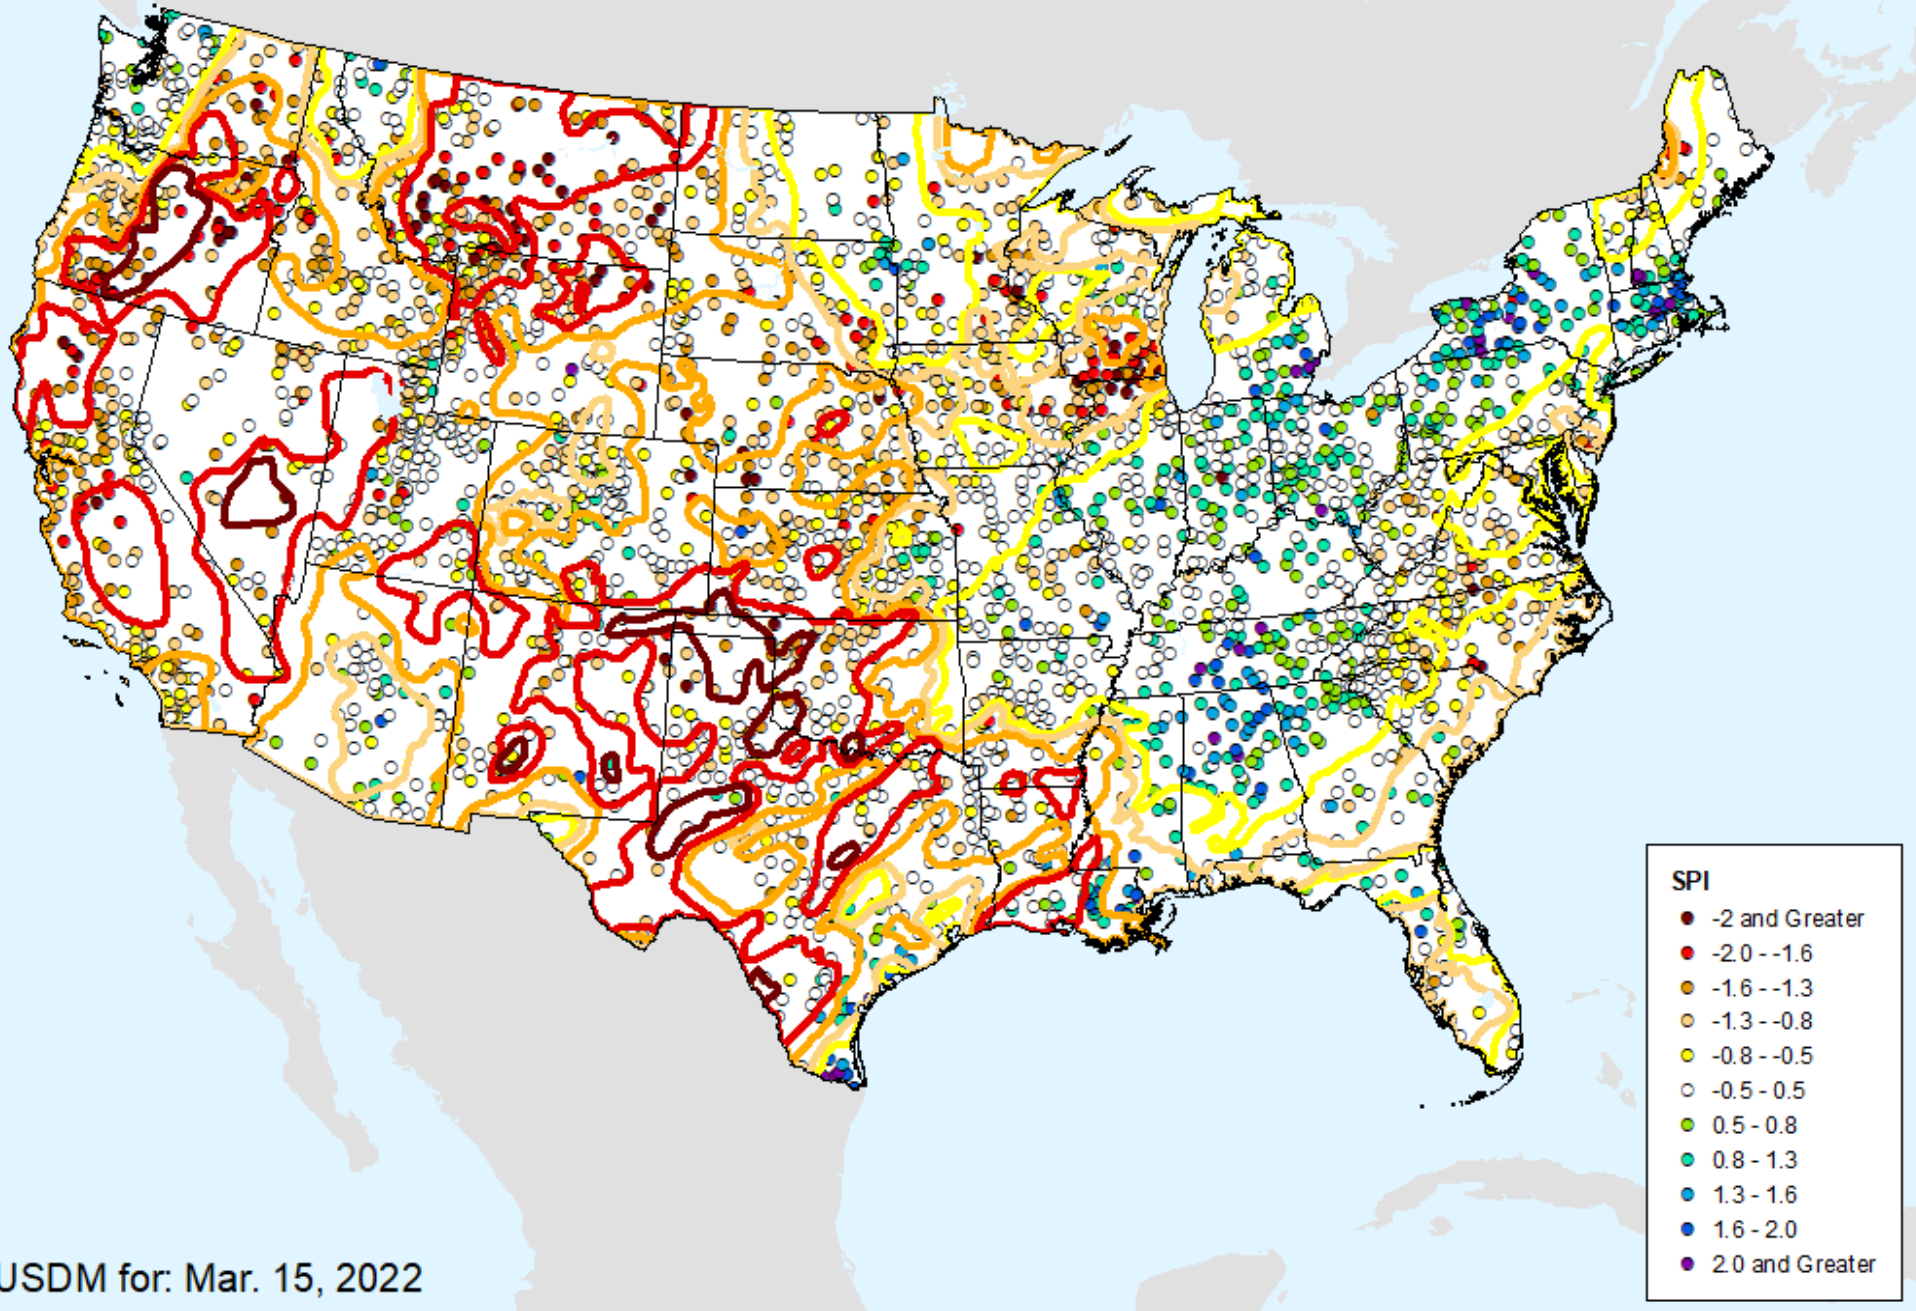 SPI
-2 and Greater
-2.0 - -1.6
-1.6 - -1.3
-1.3 - -0.8
-0.8 - -0.5
-0.5 - 0.5
0.5 - 0.8
0.8 - 1.3
1.3 - 1.6
1.6 - 2.0
2.0 and Greater
USDM for: Mar. 15, 2022